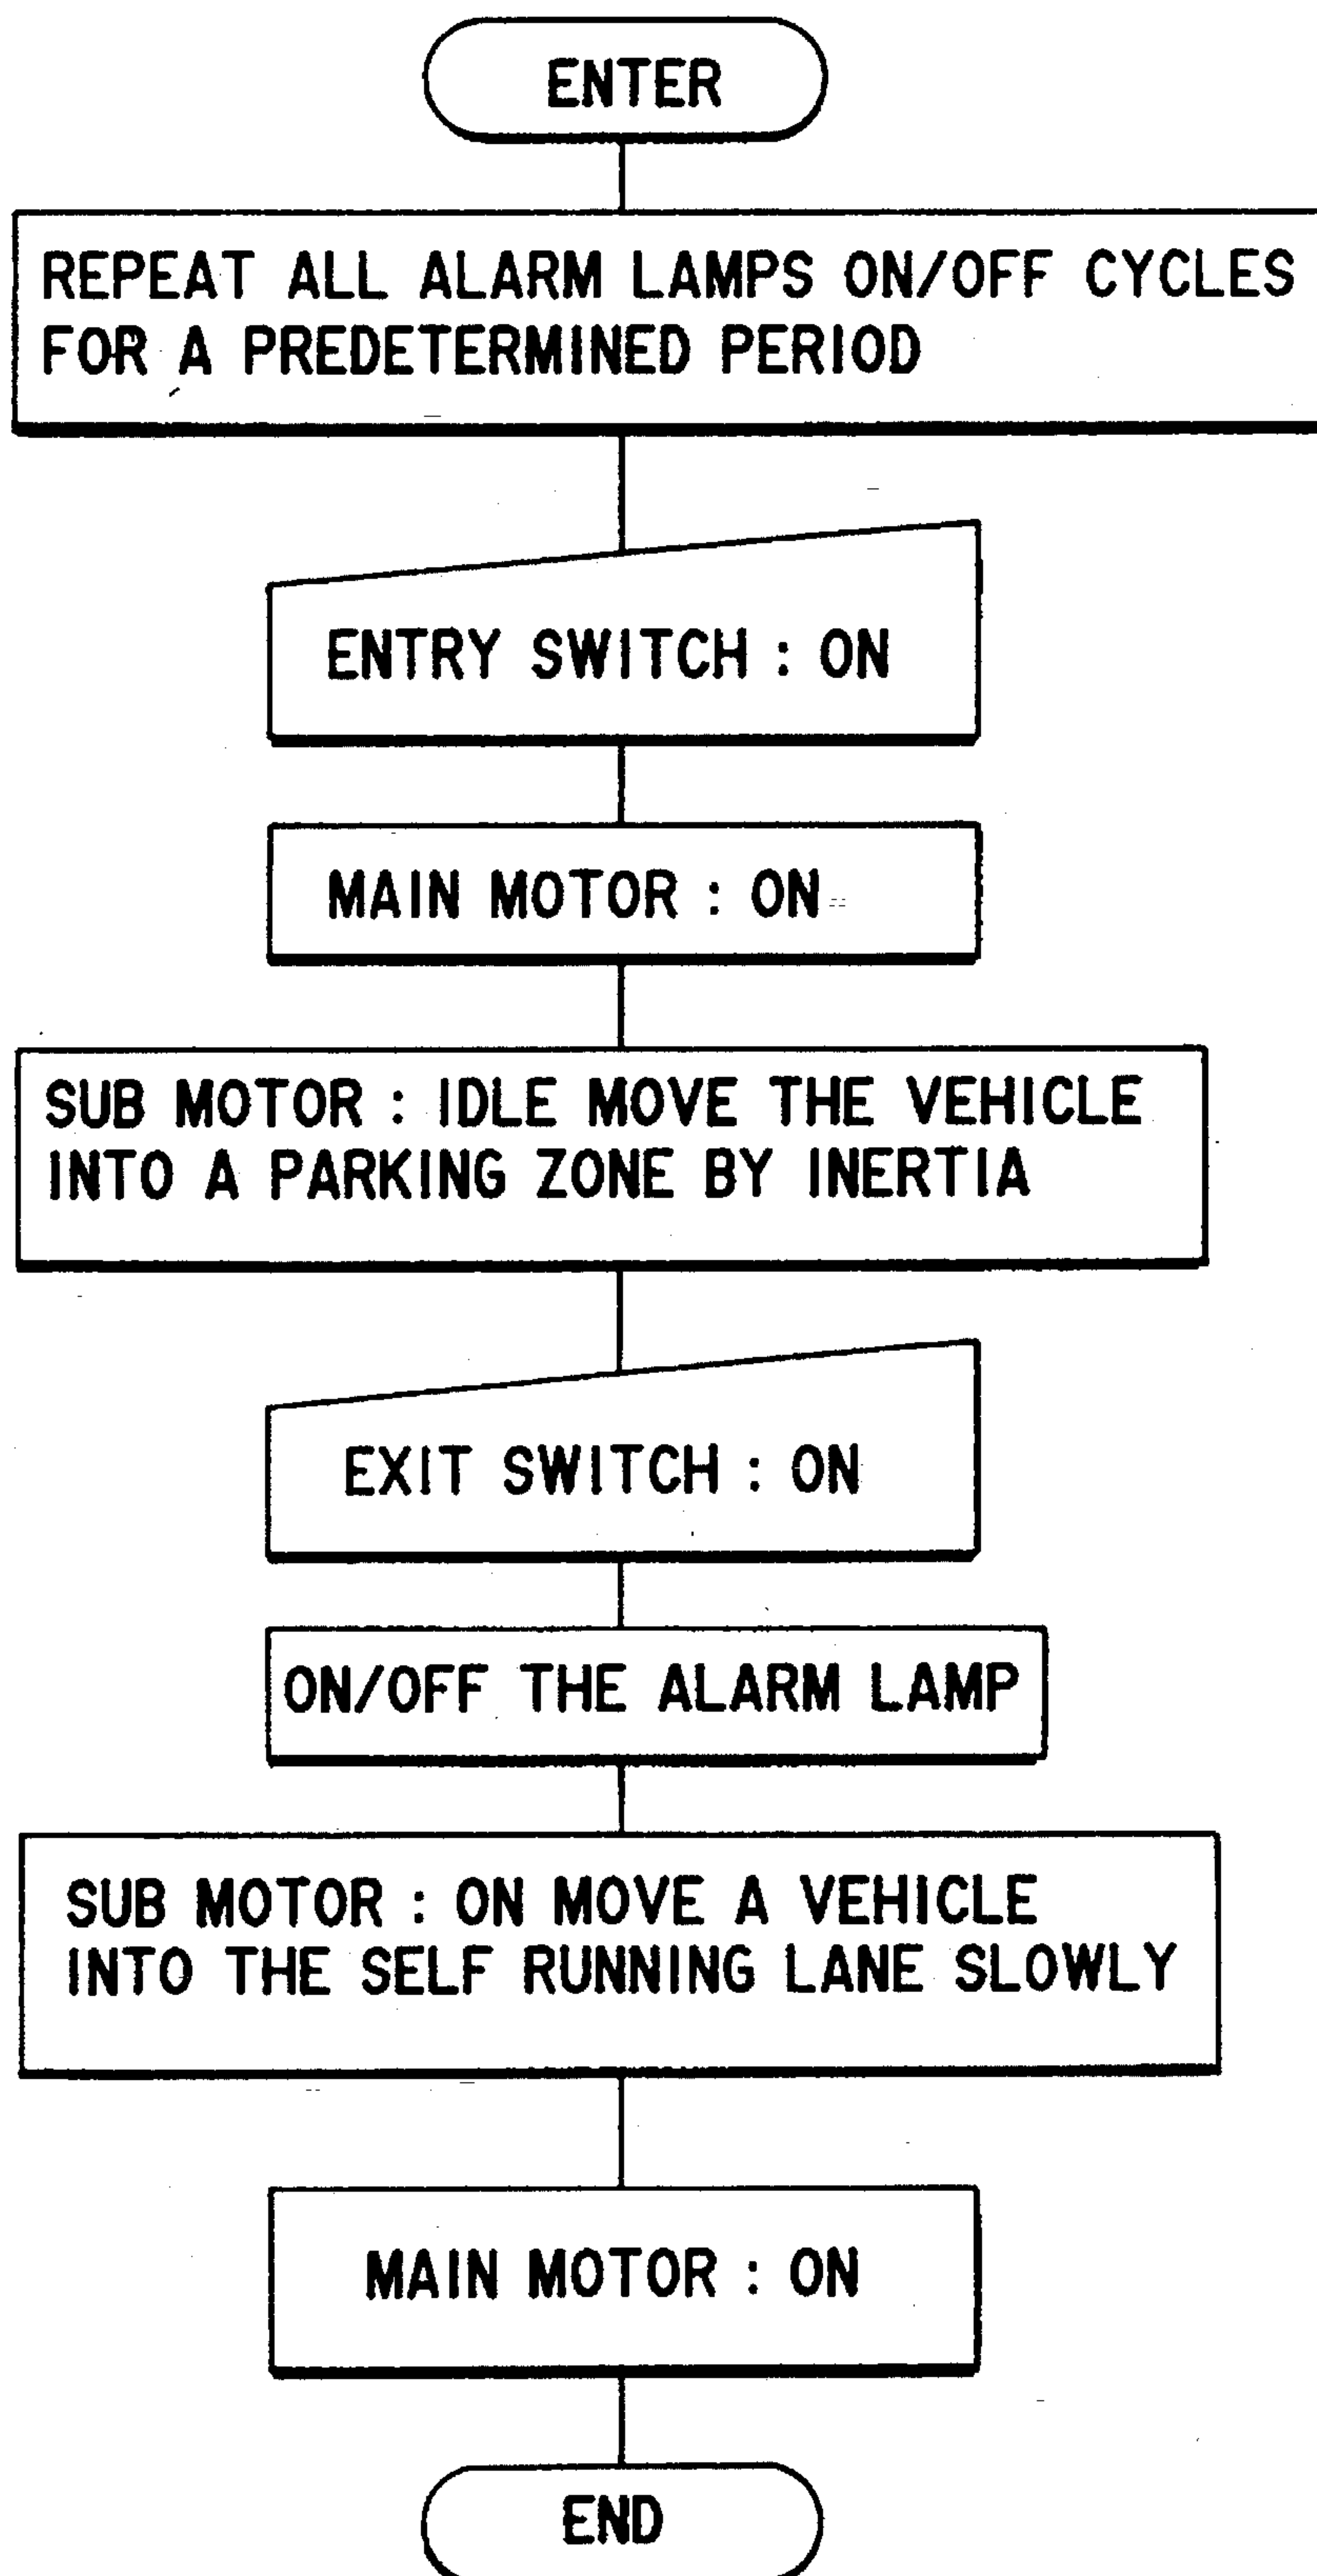 ENTER
REPEAT ALL ALARM LAMPS ON/OFF CYCLES
FOR A PREDETERMINED PERIOD
ENTRY SWITCH : ON
MAIN MOTOR : ON
SUB MOTOR : IDLE MOVE THE VEHICLE
INTO A PARKING ZONE BY INERTIA
EXIT SWITCH : ON
ON/OFF THE ALARM LAMP
SUB MOTOR : ON MOVE A VEHICLE
INTO THE SELF RUNNING LANE SLOWLY
MAIN MOTOR : ON
END